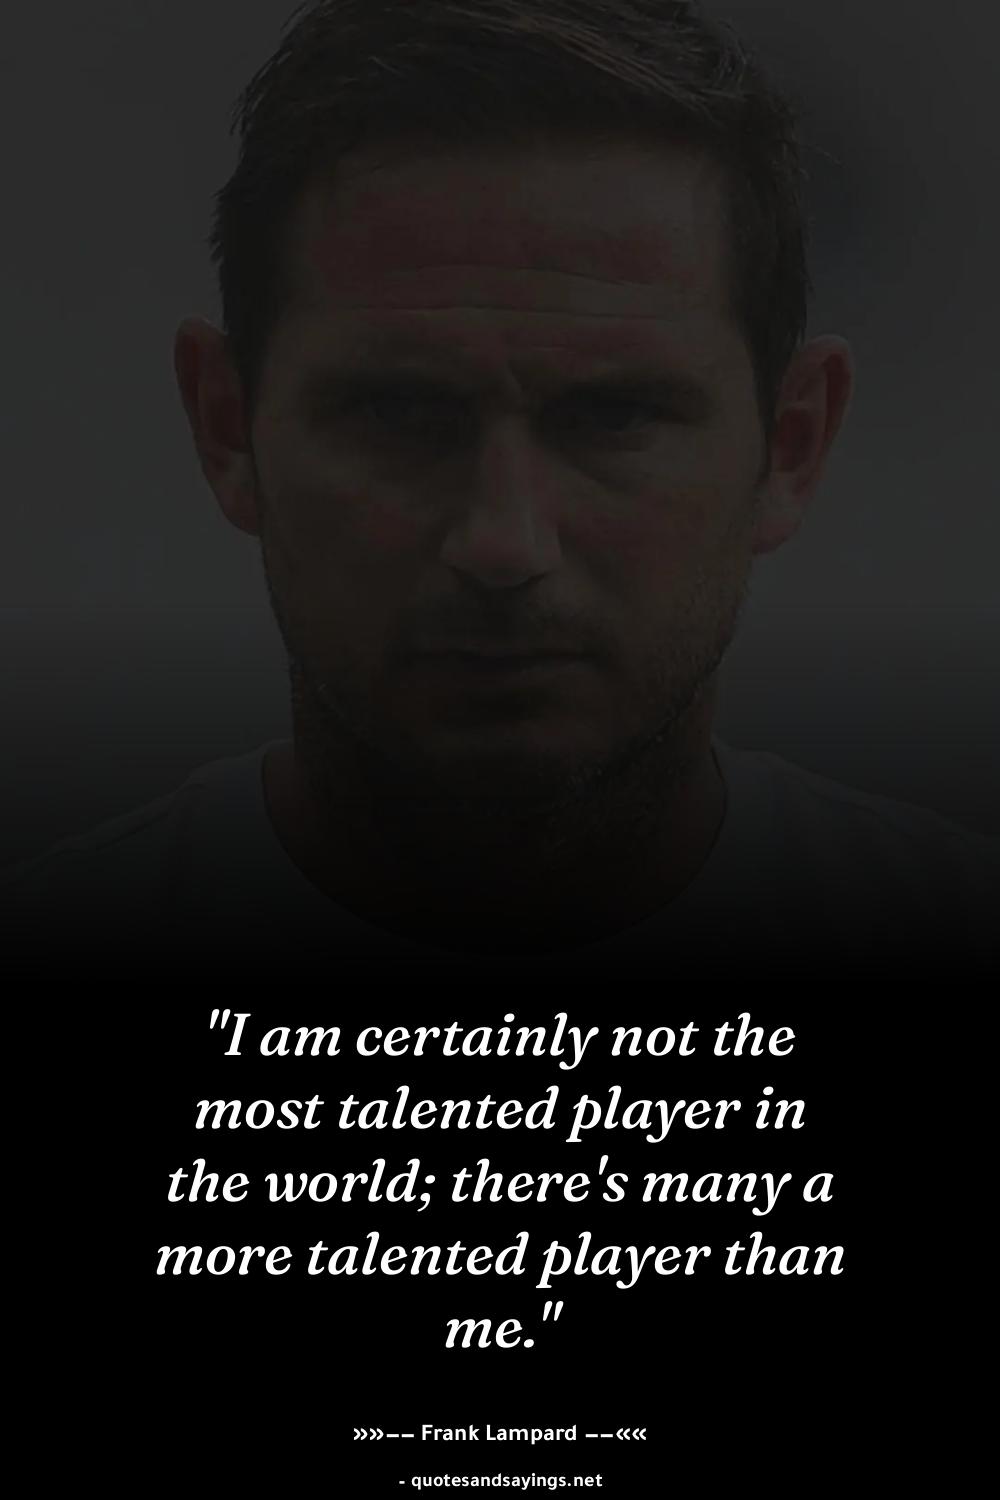 "I am certainly not the
most talented player in
the world; there's many a
more talented player than
me."
»»–– Frank Lampard ––««
- quotesandsayings.net